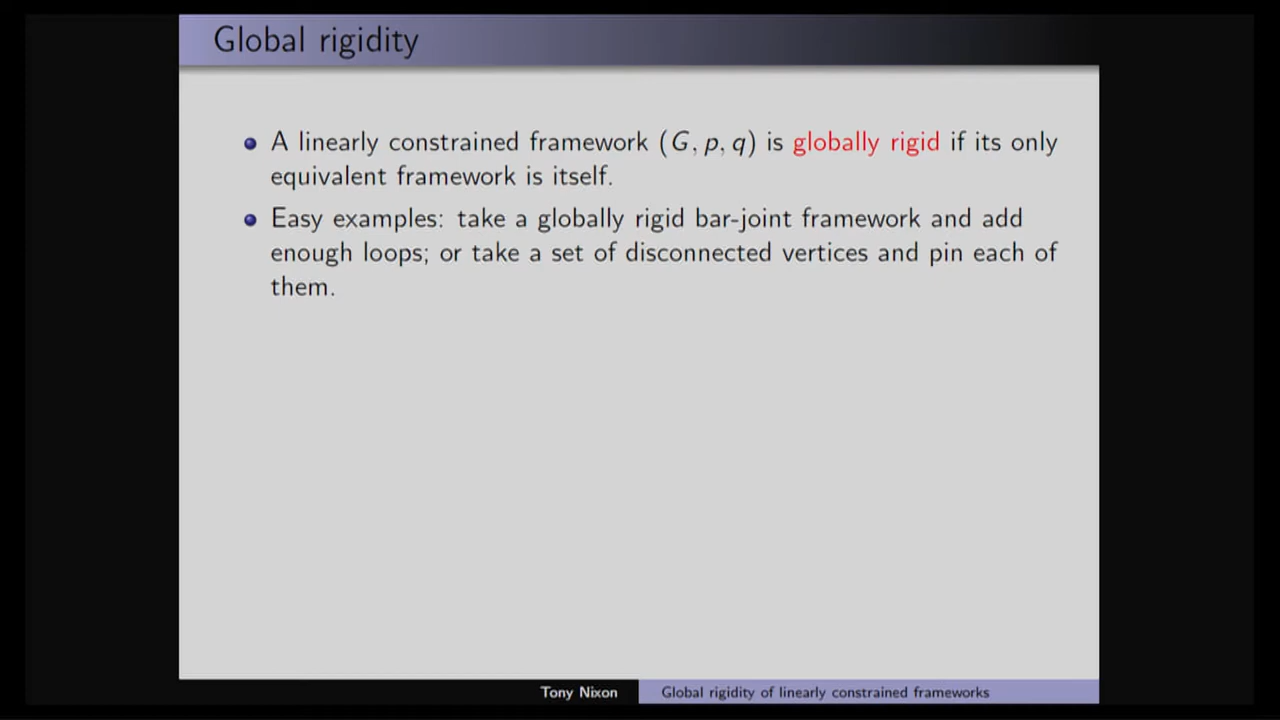 Global rigidity
A linearly constrained framework (G, p, q) is globally rigid if its only
equivalent framework is itself.
Easy examples: take a globally rigid bar-joint framework and add
enough loops; or take a set of disconnected vertices and pin each of
them.
Tony Nixon
Global rigidity of linearly constrained frameworks